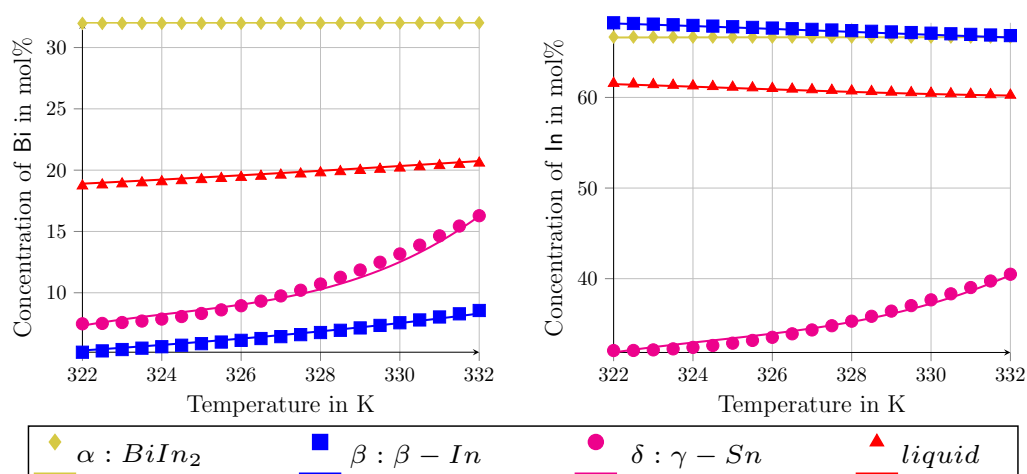 30
25
20
15
10
322 324 326 328 330 332
Temperature in K
Concentration of Bi in mol%
60
50
40
322 324 326 328 330 332
Temperature in K
Concentration of In in mol%
α : BiIn₂ β : β − In δ : γ − Sn liquid